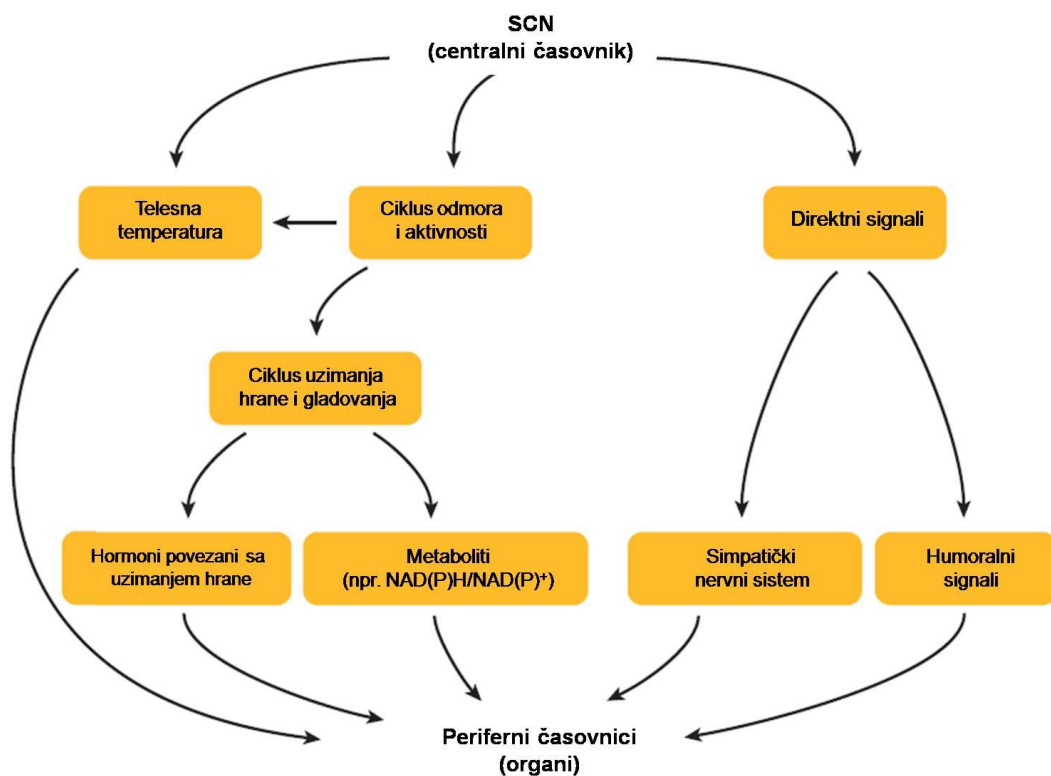 SCN
(centralni časovnik)
Telesna
temperatura
Ciklus odmora
i aktivnosti
Direktni signali
Ciklus uzimanja
hrane i gladovanja
Hormoni povezani sa
uzimanjem hrane
Metaboliti
(npr. NAD(P)H/NAD(P)⁺)
Simpatički
nervni sistem
Humoralni
signali
Periferni časovnici
(organi)